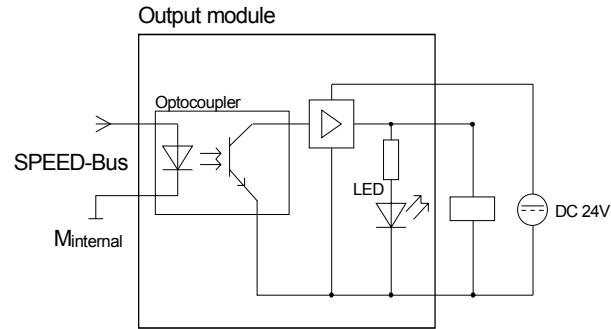 Output module
Optocoupler
SPEED-Bus
LED
DC 24V
Minternal